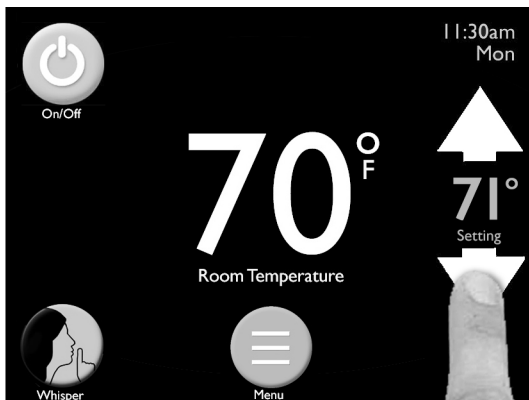 11:30am
Mon
On/Off
70°F
71°
Setting
Room Temperature
Whisper
Menu